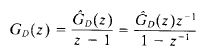 G_D(z) = \frac{\hat{G}_D(z)}{z - 1} = \frac{\hat{G}_D(z)z^{-1}}{1 - z^{-1}}